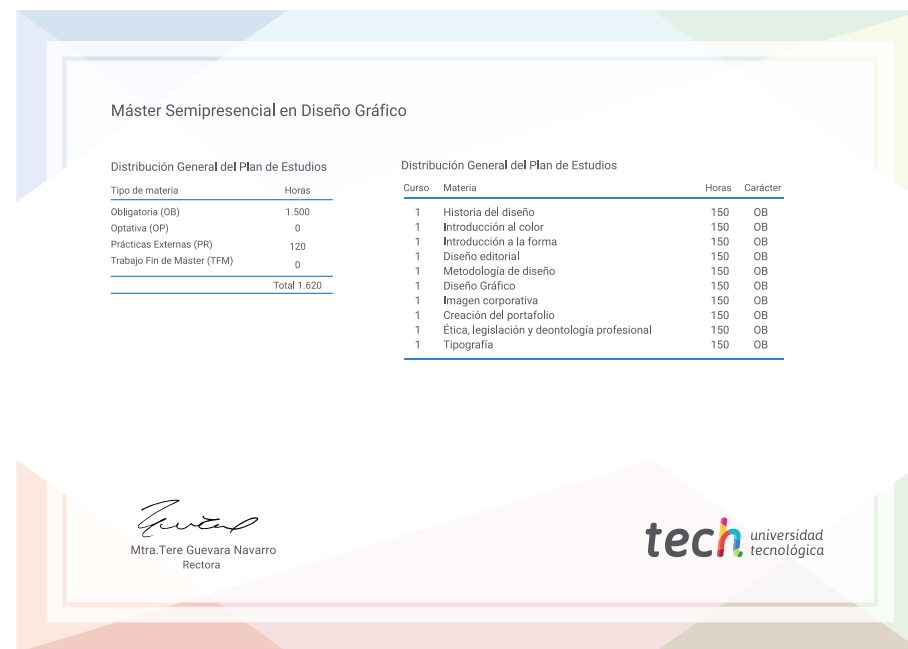 Máster Semipresencial en Diseño Gráfico
Distribución General del Plan de Estudios
Tipo de materia Horas
Obligatoria (OB) 1.500
Optativa (OP) 0
Prácticas Externas (PR) 120
Trabajo Fin de Máster (TFM) 0
Total 1.620
Distribución General del Plan de Estudios
Curso Materia Horas Carácter
1 Historia del diseño 150 OB
1 Introducción al color 150 OB
1 Introducción a la forma 150 OB
1 Diseño editorial 150 OB
1 Metodología de diseño 150 OB
1 Diseño Gráfico 150 OB
1 Imagen corporativa 150 OB
1 Creación del portafolio 150 OB
1 Ética, legislación y deontología profesional 150 OB
1 Tipografía 150 OB
Mtra.Tere Guevara Navarro
Rectora
tech universidad
tecnológica